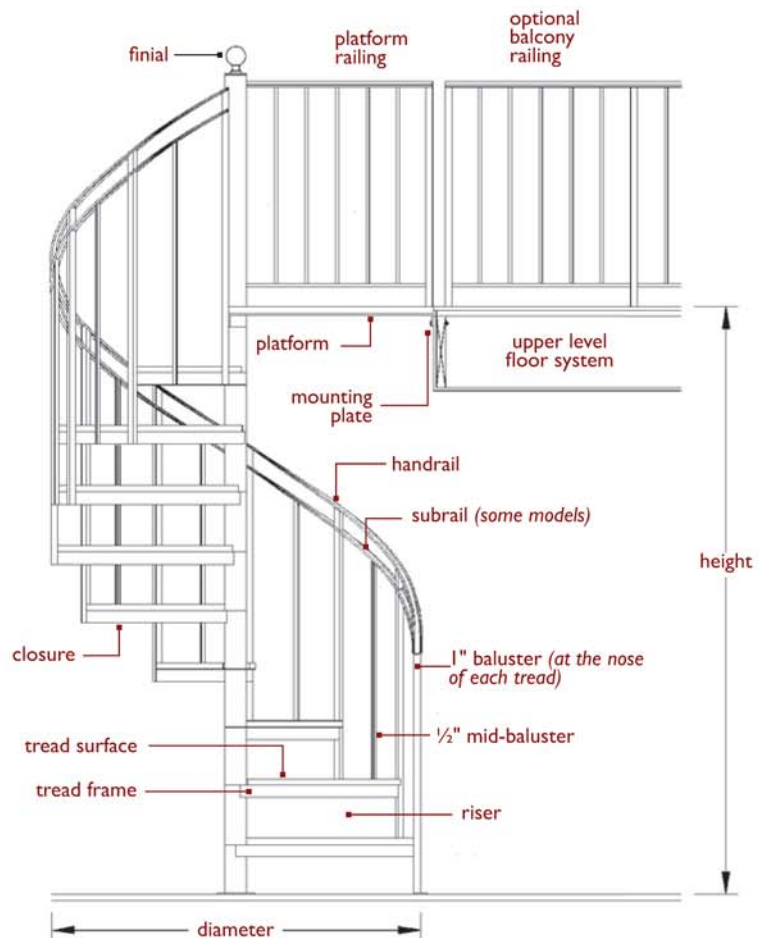 finial
platform
railing
optional
balcony
railing
platform
mounting
plate
upper level
floor system
handrail
subrail (some models)
height
closure
1" baluster (at the nose
of each tread)
½" mid-baluster
tread surface
tread frame
riser
diameter